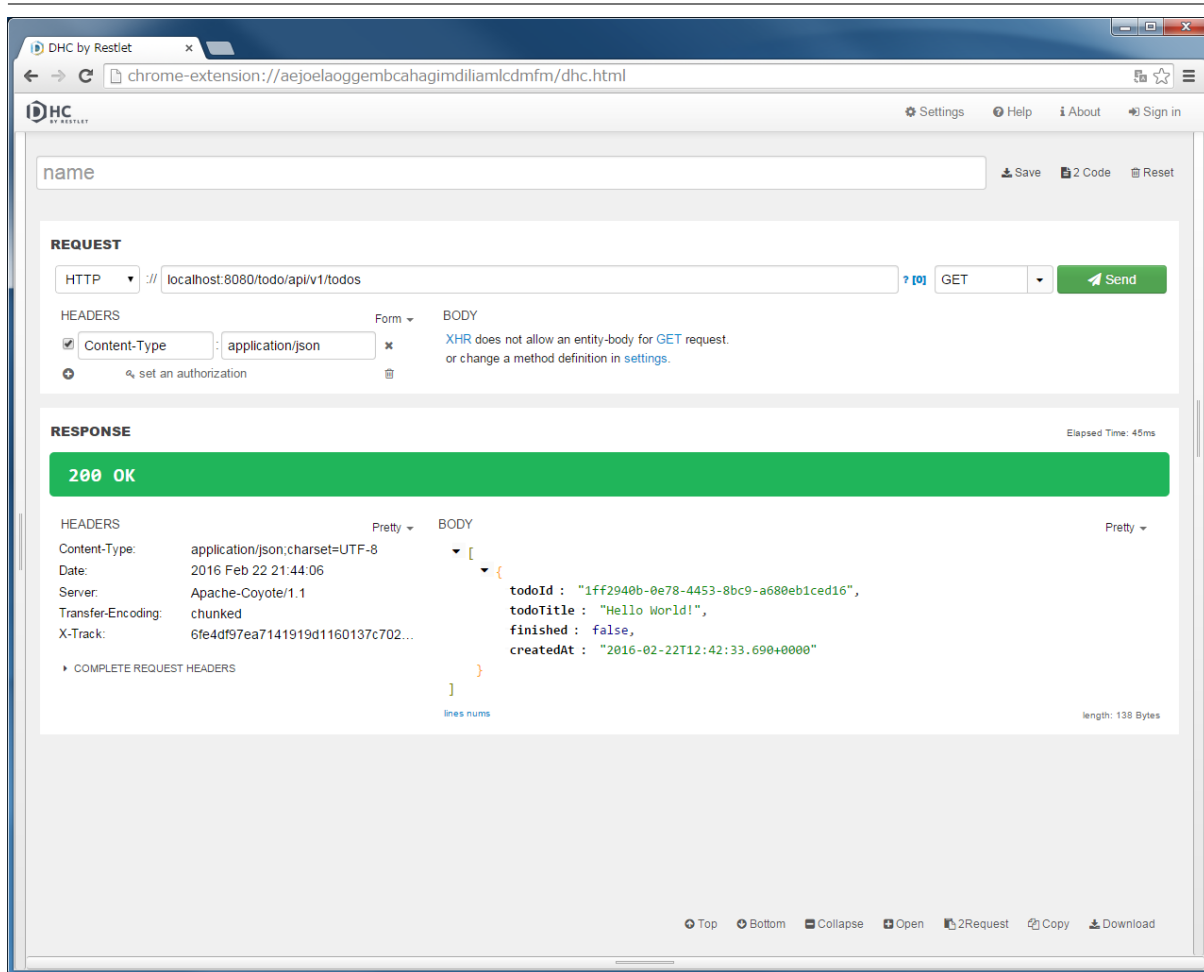 DHC by Restlet
chrome-extension://aejoelaoggembcahagimdiliamlcdmfm/dhc.html
DHC
BY RESTLET
Settings Help About Sign in
name
Save 2 Code Reset
REQUEST
HTTP :// localhost:8080/todo/api/v1/todos ? [0] GET Send
HEADERS Form BODY
Content-Type : application/json
XHR does not allow an entity-body for GET request.
or change a method definition in settings.
set an authorization
RESPONSE
Elapsed Time: 45ms
200 OK
HEADERS Pretty BODY Pretty
Content-Type: application/json;charset=UTF-8
Date: 2016 Feb 22 21:44:06
Server: Apache-Coyote/1.1
Transfer-Encoding: chunked
X-Track: 6fe4df97ea7141919d1160137c702...
COMPLETE REQUEST HEADERS
[
{
todoId : "1ff2940b-0e78-4453-8bc9-a680eb1ced16",
todoTitle : "Hello World!",
finished : false,
createdAt : "2016-02-22T12:42:33.690+0000"
}
]
lines nums
length: 138 Bytes
Top Bottom Collapse Open 2Request Copy Download